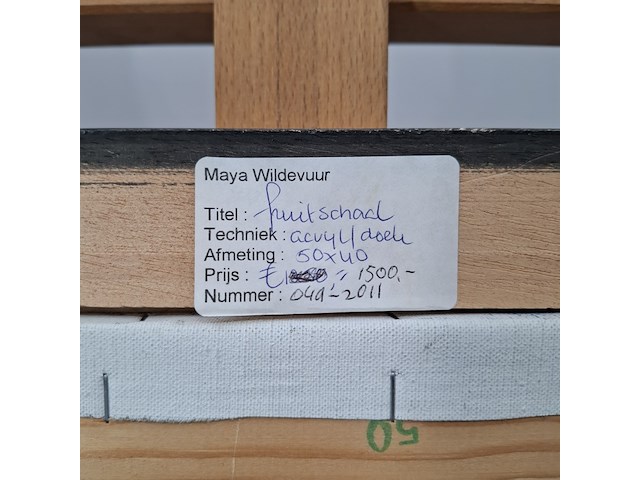 Maya Wildevuur
Titel : fruitschaal
Techniek : acryl/doek
Afmeting : 50x40
Prijs : € 1500,-
Nummer : 049-2011
50